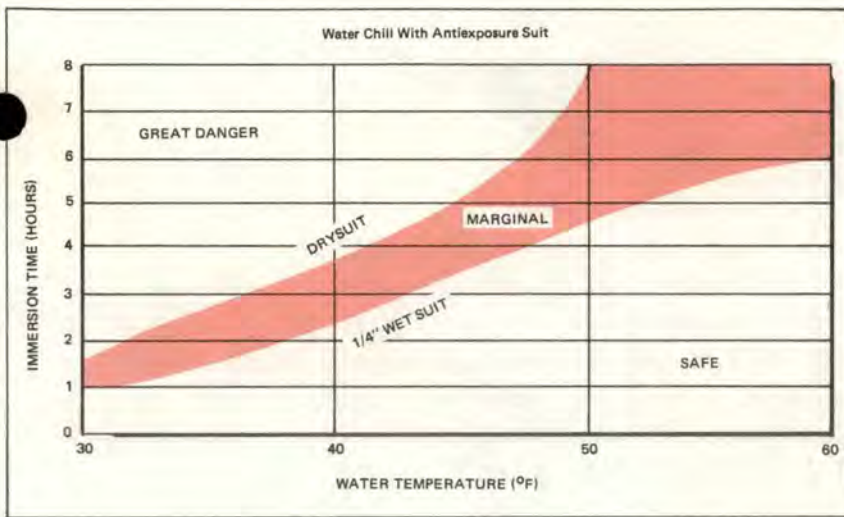 Water Chill With Antiexposure Suit
8
7
6
5
4
3
2
1
0
IMMERSION TIME (HOURS)
GREAT DANGER
DRYSUIT
MARGINAL
1/4" WET SUIT
SAFE
30
40
50
60
WATER TEMPERATURE (°F)